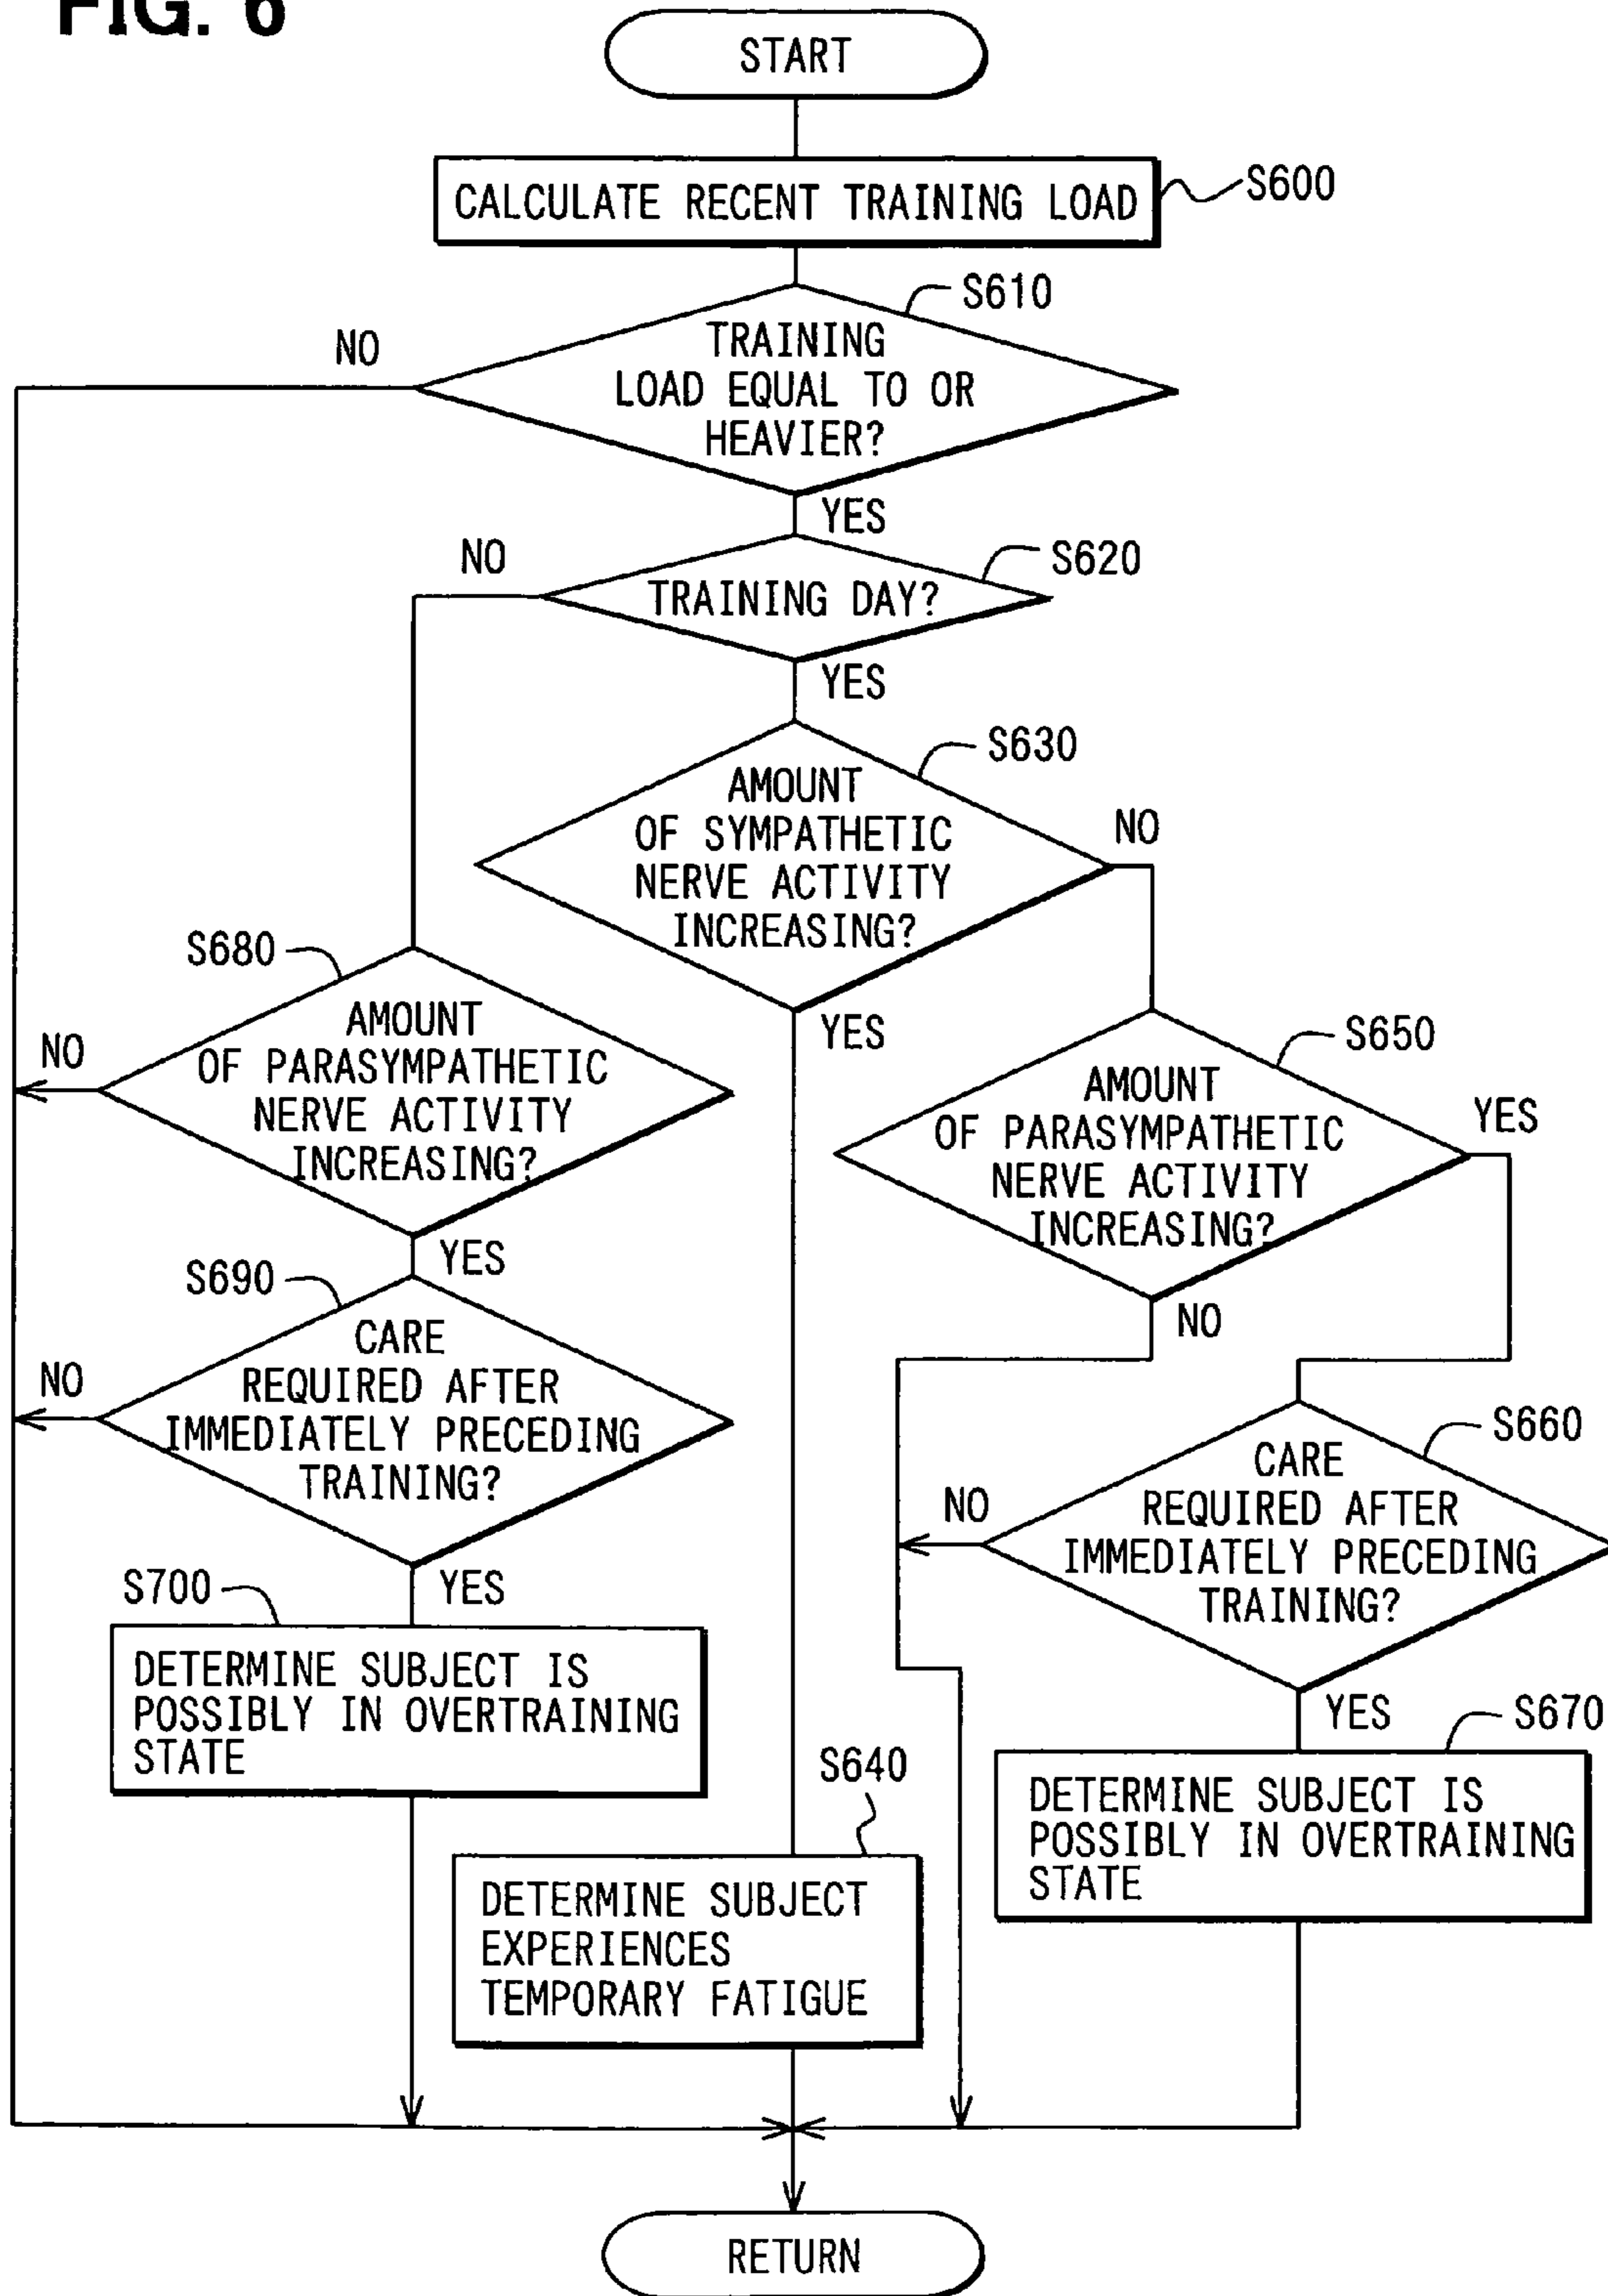 FIG. 6
START
CALCULATE RECENT TRAINING LOAD
S600
S610
TRAINING
LOAD EQUAL TO OR
HEAVIER?
NO
YES
S620
TRAINING DAY?
NO
YES
S630
AMOUNT
OF SYMPATHETIC
NERVE ACTIVITY
INCREASING?
NO
YES
S680
AMOUNT
OF PARASYMPATHETIC
NERVE ACTIVITY
INCREASING?
NO
YES
S650
AMOUNT
OF PARASYMPATHETIC
NERVE ACTIVITY
INCREASING?
YES
NO
S690
CARE
REQUIRED AFTER
IMMEDIATELY PRECEDING
TRAINING?
NO
YES
S660
CARE
REQUIRED AFTER
IMMEDIATELY PRECEDING
TRAINING?
NO
YES
S700
DETERMINE SUBJECT IS
POSSIBLY IN OVERTRAINING
STATE
S670
DETERMINE SUBJECT IS
POSSIBLY IN OVERTRAINING
STATE
S640
DETERMINE SUBJECT
EXPERIENCES
TEMPORARY FATIGUE
RETURN